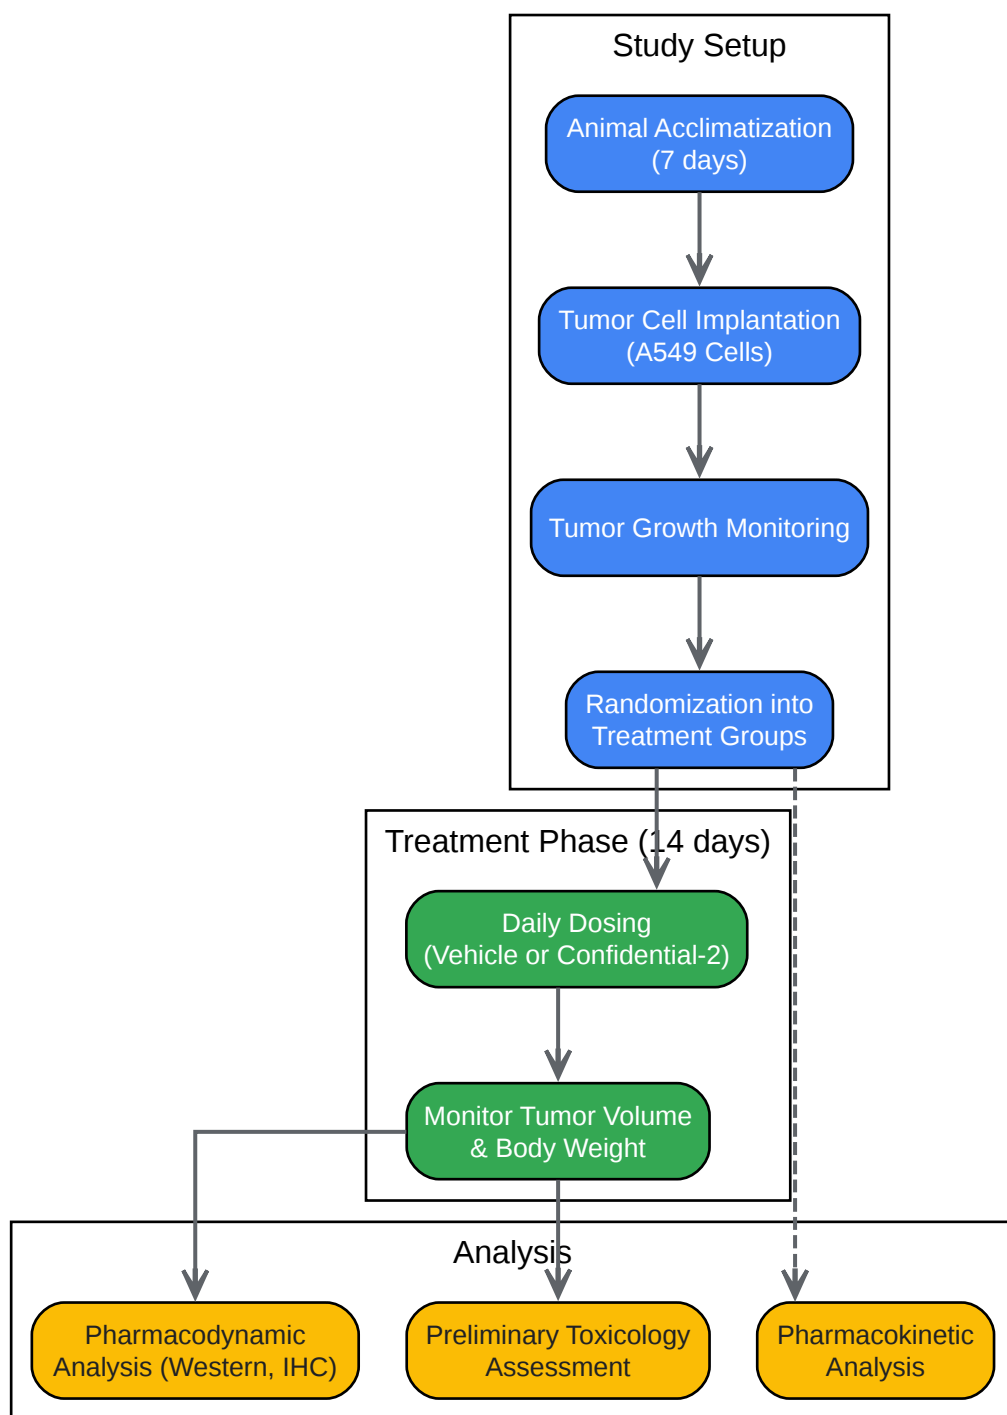 Study Setup
Animal Acclimatization
(7 days)
Tumor Cell Implantation
(A549 Cells)
Tumor Growth Monitoring
Randomization into
Treatment Groups
Treatment Phase (14 days)
Daily Dosing
(Vehicle or Confidential-2)
Monitor Tumor Volume
& Body Weight
Analysis
Pharmacodynamic
Analysis (Western, IHC)
Preliminary Toxicology
Assessment
Pharmacokinetic
Analysis